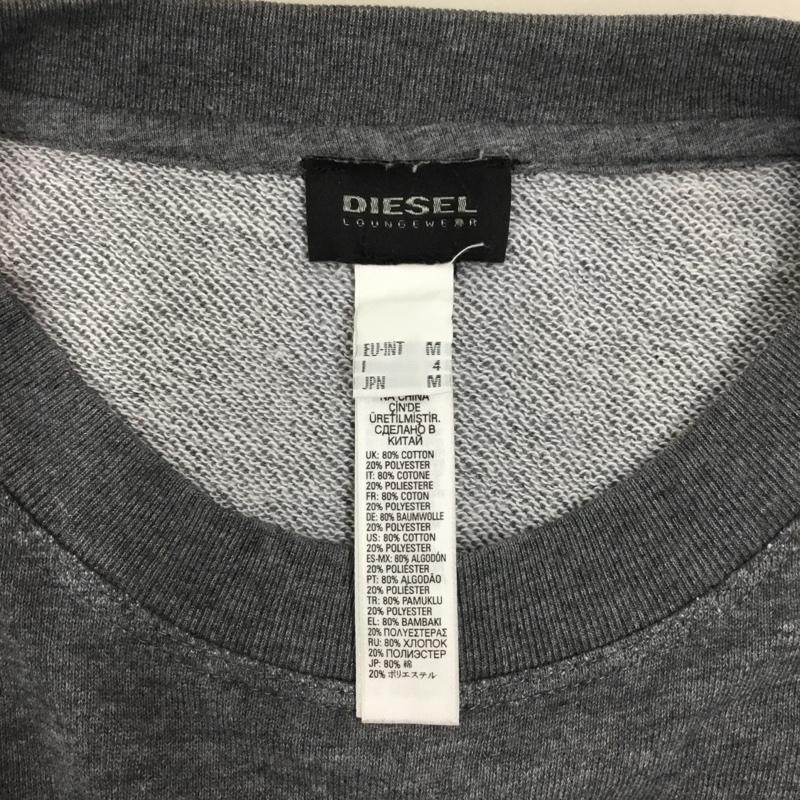 DIESEL
LOUNGEWEAR
EU-INT M
I 4
JPN M
NA CHINA
ÇİN'DE
ÜRETİLMİŞTİR.
СДЕЛАНО В
КИТАЙ
UK: 80% COTTON
20% POLYESTER
IT: 80% COTONE
20% POLIESTERE
FR: 80% COTON
20% POLYESTER
DE: 80% BAUMWOLLE
20% POLYESTER
US: 80% COTTON
20% POLYESTER
ES-MX: 80% ALGODÓN
20% POLIÉSTER
PT: 80% ALGODÃO
20% POLIÉSTER
TR: 80% PAMUKLU
20% POLYESTER
EL: 80% ΒΑΜΒΑΚΙ
20% ΠΟΛΥΕΣΤΕΡΑΣ
RU: 80% ХЛОПОК
20% ПОЛИЭСТЕР
JP: 80% 綿
20% ポリエステル